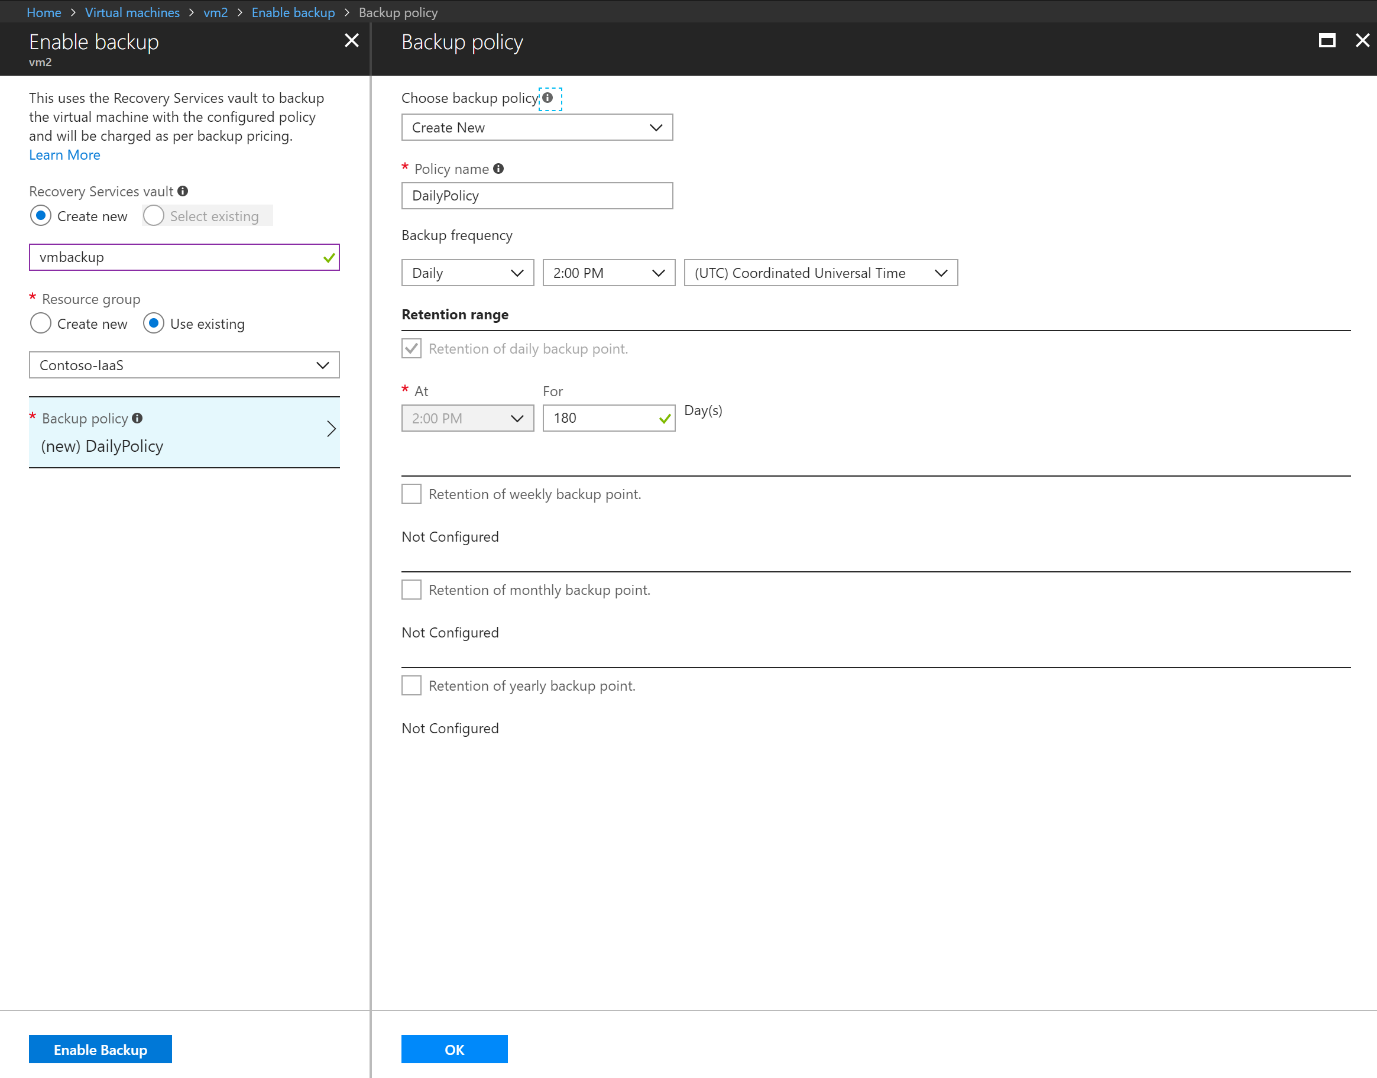 Home > Virtual machines > vm2 > Enable backup > Backup policy
Enable backup
vm2
This uses the Recovery Services vault to backup
the virtual machine with the configured policy
and will be charged as per backup pricing.
Learn More
Recovery Services vault
Create new Select existing
vmbackup
* Resource group
Create new Use existing
Contoso-IaaS
* Backup policy
(new) DailyPolicy
Enable Backup
Backup policy
Choose backup policy
Create New
* Policy name
DailyPolicy
Backup frequency
Daily 2:00 PM (UTC) Coordinated Universal Time
Retention range
Retention of daily backup point.
* At For
2:00 PM 180 Day(s)
Retention of weekly backup point.
Not Configured
Retention of monthly backup point.
Not Configured
Retention of yearly backup point.
Not Configured
OK